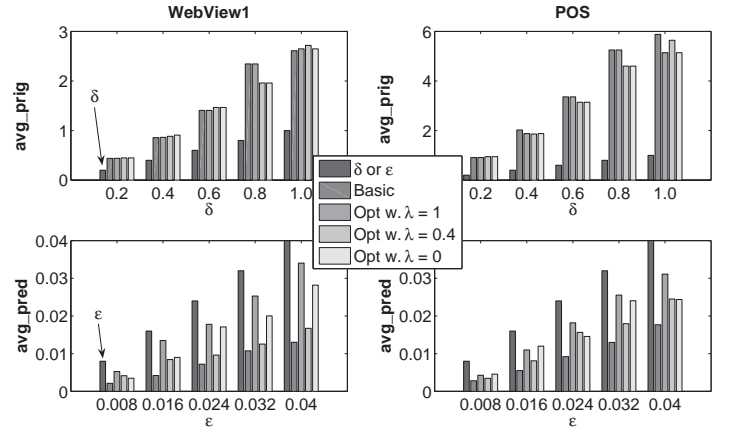 WebView1
POS
3
2
1
0
avg_prig
δ
0.2
0.4
0.6
0.8
1.0
δ
6
4
2
avg_prig
0.2
0.4
0.6
0.8
1.0
δ
δ or ε
Basic
Opt w. λ = 1
Opt w. λ = 0.4
Opt w. λ = 0
0.04
0.03
0.02
0.01
0
avg_pred
ε
0.008
0.016
0.024
0.032
0.04
ε
0.03
0.02
0.01
0
avg_pred
0.008
0.016
0.024
0.032
0.04
ε